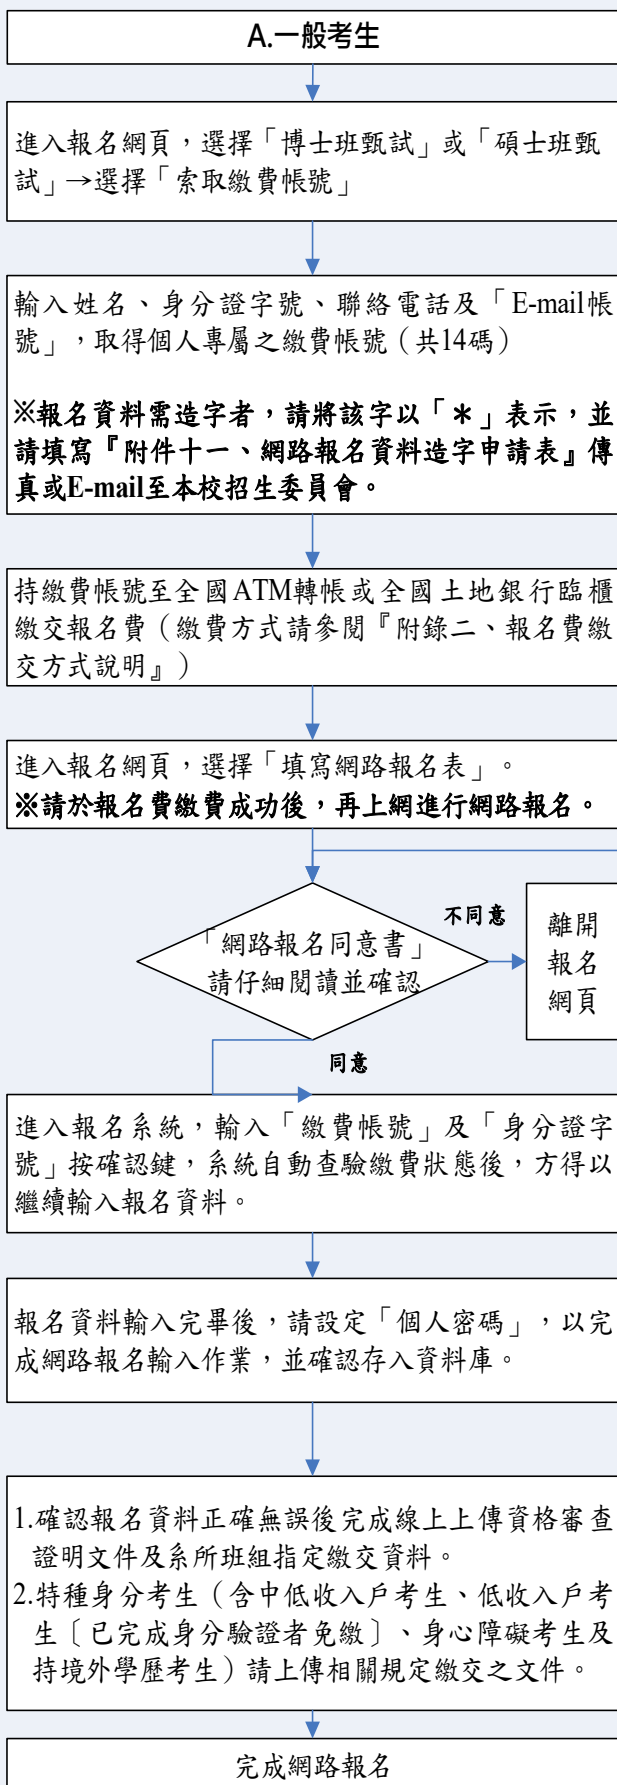 A.一般考生
進入報名網頁，選擇「博士班甄試」或「碩士班甄
試」→選擇「索取繳費帳號」
輸入姓名、身分證字號、聯絡電話及「E-mail帳
號」，取得個人專屬之繳費帳號（共14碼）
※報名資料需造字者，請將該字以「＊」表示，並
請填寫『附件十一、網路報名資料造字申請表』傳
真或E-mail至本校招生委員會。
持繳費帳號至全國ATM轉帳或全國土地銀行臨櫃
繳交報名費（繳費方式請參閱『附錄二、報名費繳
交方式說明』）
進入報名網頁，選擇「填寫網路報名表」。
※請於報名費繳費成功後，再上網進行網路報名。
「網路報名同意書」
請仔細閱讀並確認
不同意
離開
報名
網頁
同意
進入報名系統，輸入「繳費帳號」及「身分證字
號」按確認鍵，系統自動查驗繳費狀態後，方得以
繼續輸入報名資料。
報名資料輸入完畢後，請設定「個人密碼」，以完
成網路報名輸入作業，並確認存入資料庫。
1.確認報名資料正確無誤後完成線上上傳資格審查
證明文件及系所班組指定繳交資料。
2.特種身分考生（含中低收入戶考生、低收入戶考
生〔已完成身分驗證者免繳〕、身心障礙考生及
持境外學歷考生）請上傳相關規定繳交之文件。
完成網路報名